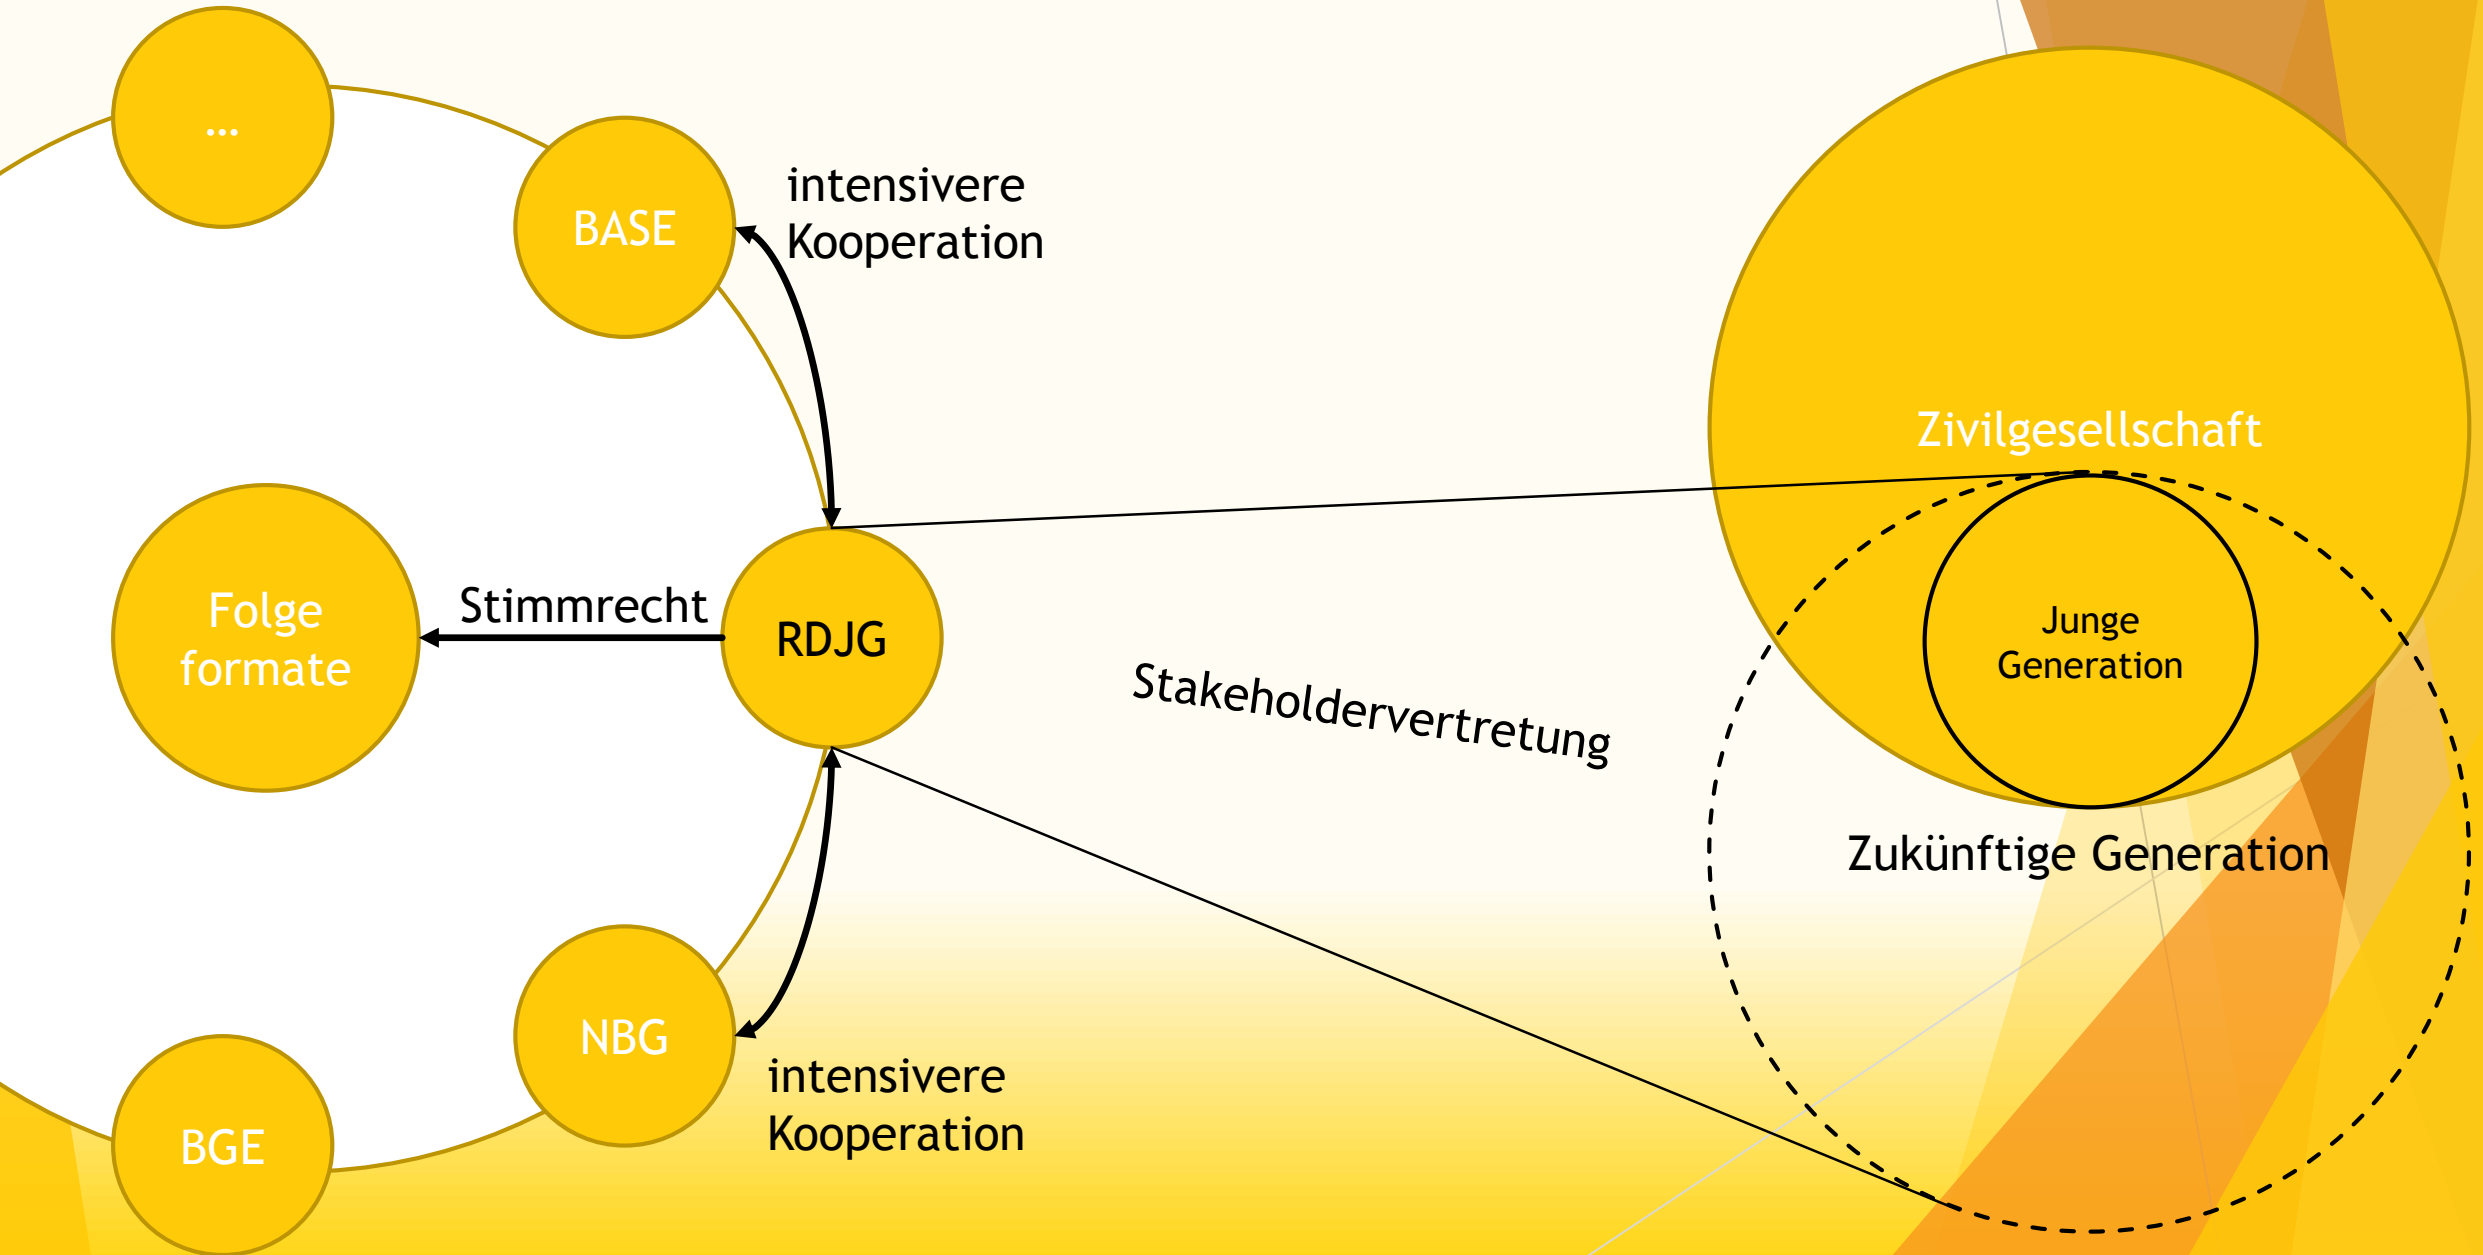 …
BASE
intensivere
Kooperation
Zivilgesellschaft
Folge
formate
Stimmrecht
RDJG
Junge
Generation
Stakeholdervertretung
Zukünftige Generation
NBG
intensivere
Kooperation
BGE